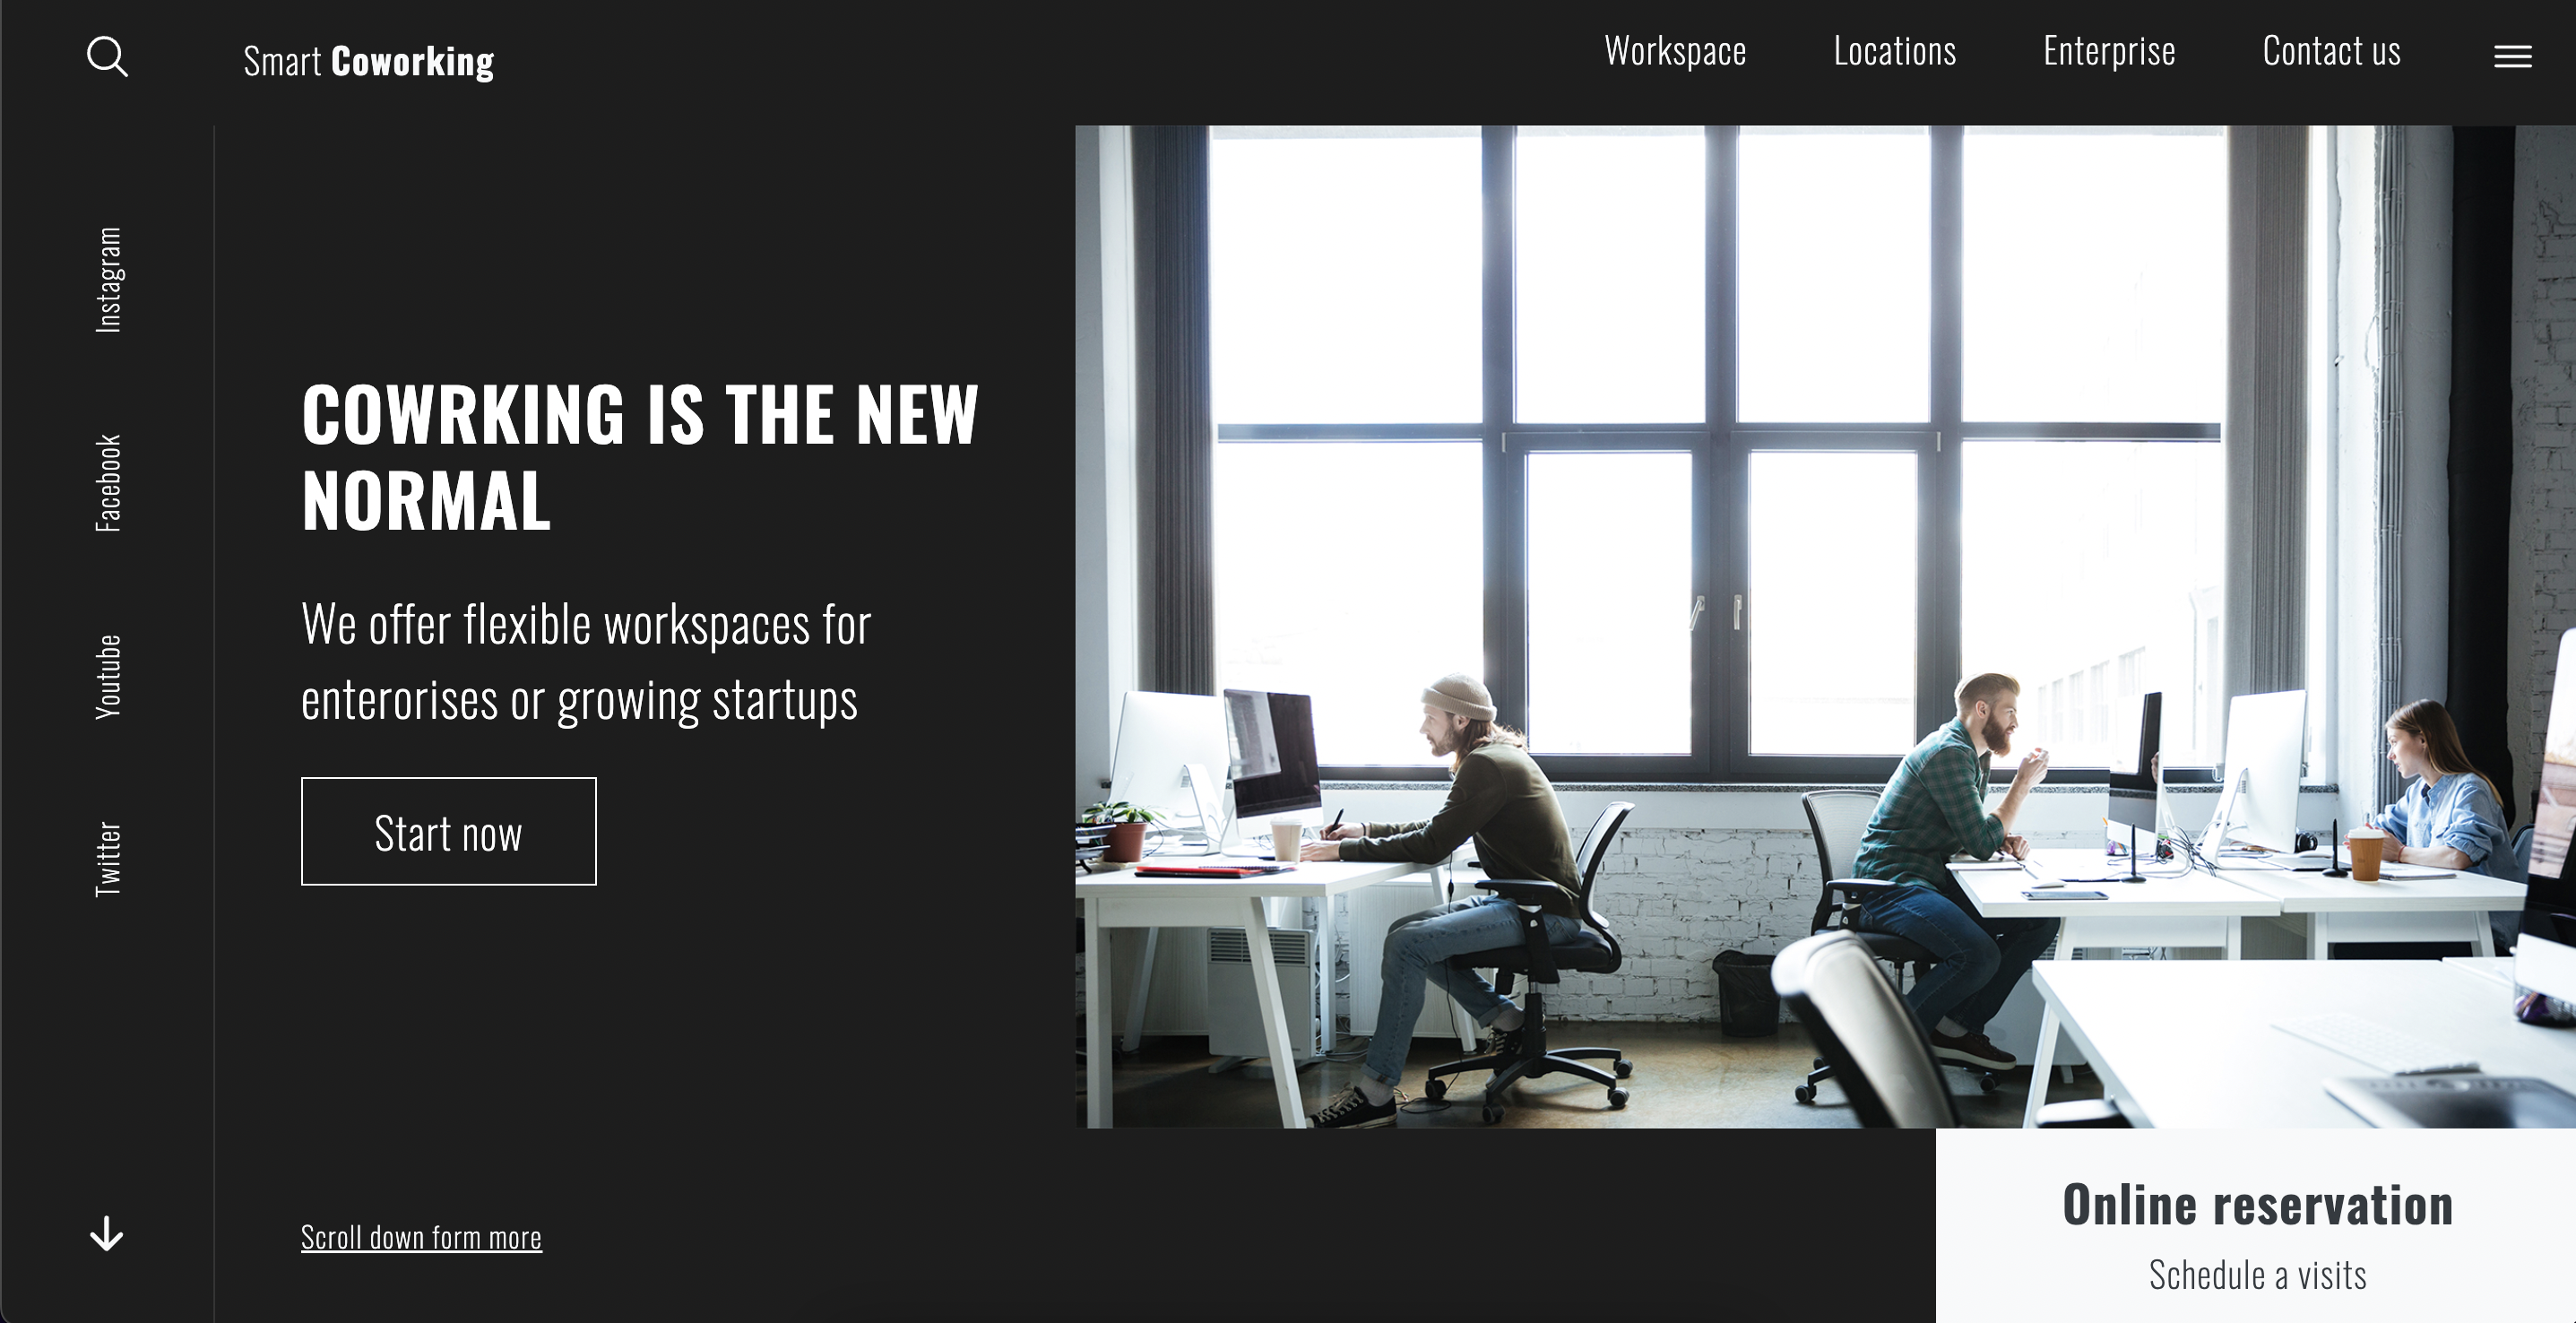 Smart Coworking
Workspace
Locations
Enterprise
Contact us
Instagram
Facebook
Youtube
Twitter
COWRKING IS THE NEW
NORMAL
We offer flexible workspaces for
enterorises or growing startups
Start now
Scroll down form more
Online reservation
Schedule a visits